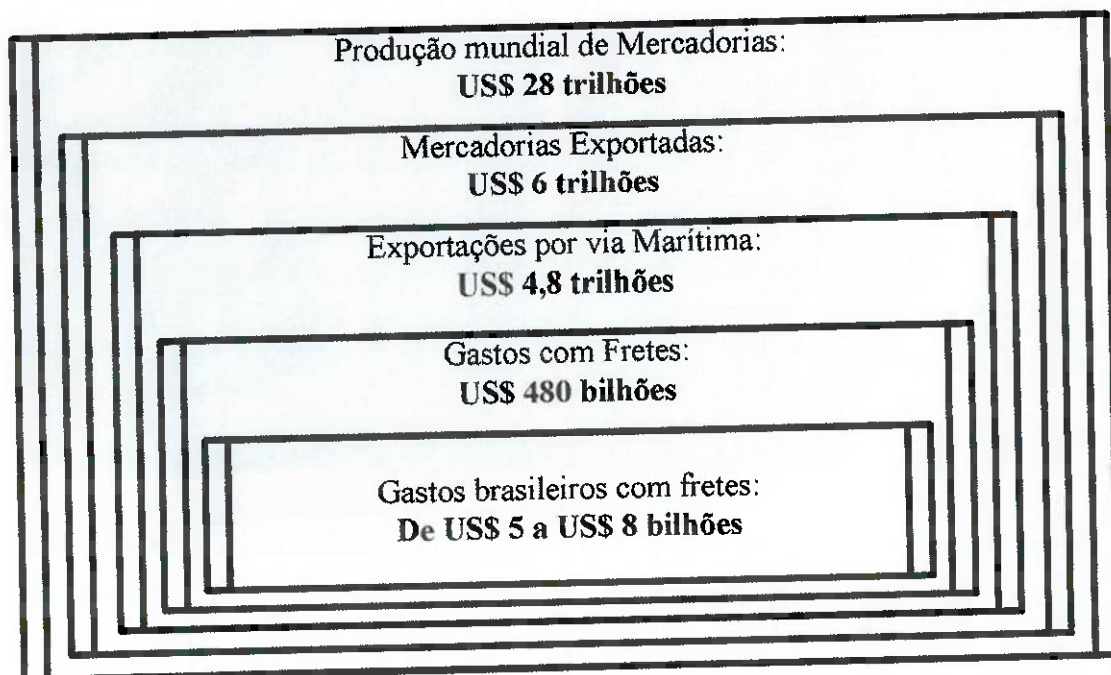 Produção mundial de Mercadorias:
US$ 28 trilhões
Mercadorias Exportadas:
US$ 6 trilhões
Exportações por via Marítima:
US$ 4,8 trilhões
Gastos com Fretes:
US$ 480 bilhões
Gastos brasileiros com fretes:
De US$ 5 a US$ 8 bilhões